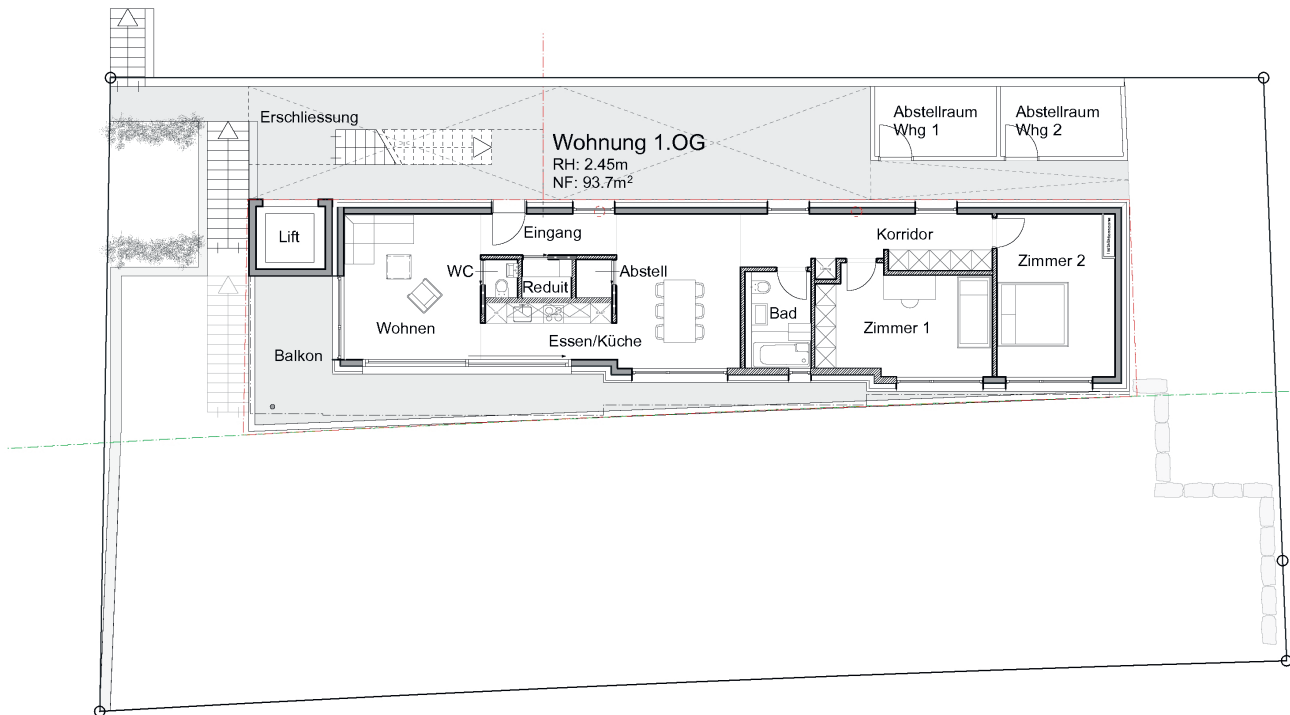 Erschliessung
Wohnung 1.OG
RH: 2.45m
NF: 93.7m²
Abstellraum
Whg 1
Abstellraum
Whg 2
Lift
Eingang
Korridor
Zimmer 2
WC
Reduit
Abstell
Wohnen
Bad
Zimmer 1
Essen/Küche
Balkon